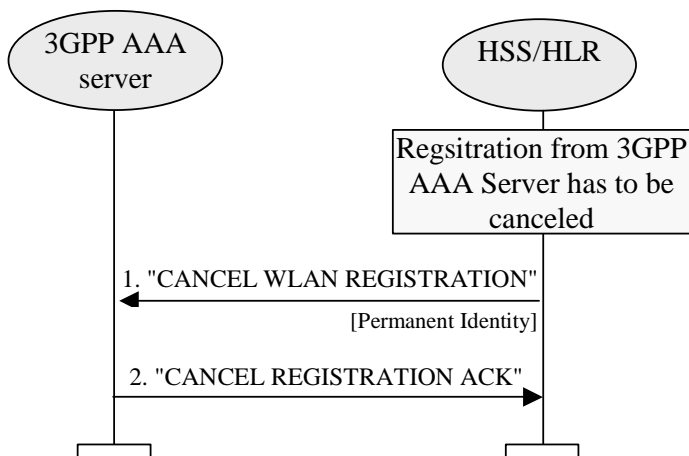 3GPP AAA
server
HSS/HLR
Regsitration from 3GPP
AAA Server has to be
canceled
1. "CANCEL WLAN REGISTRATION"
[Permanent Identity]
2. "CANCEL REGISTRATION ACK"